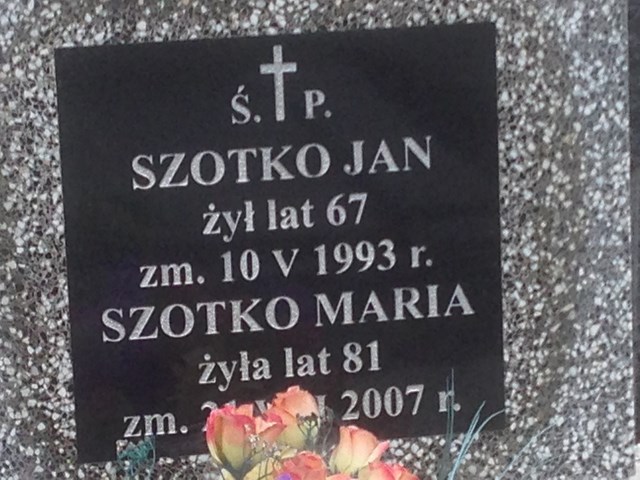 Ś. P.
SZOTKO JAN
żył lat 67
zm. 10 V 1993 r.
SZOTKO MARIA
żyła lat 81
zm. 2007 r.